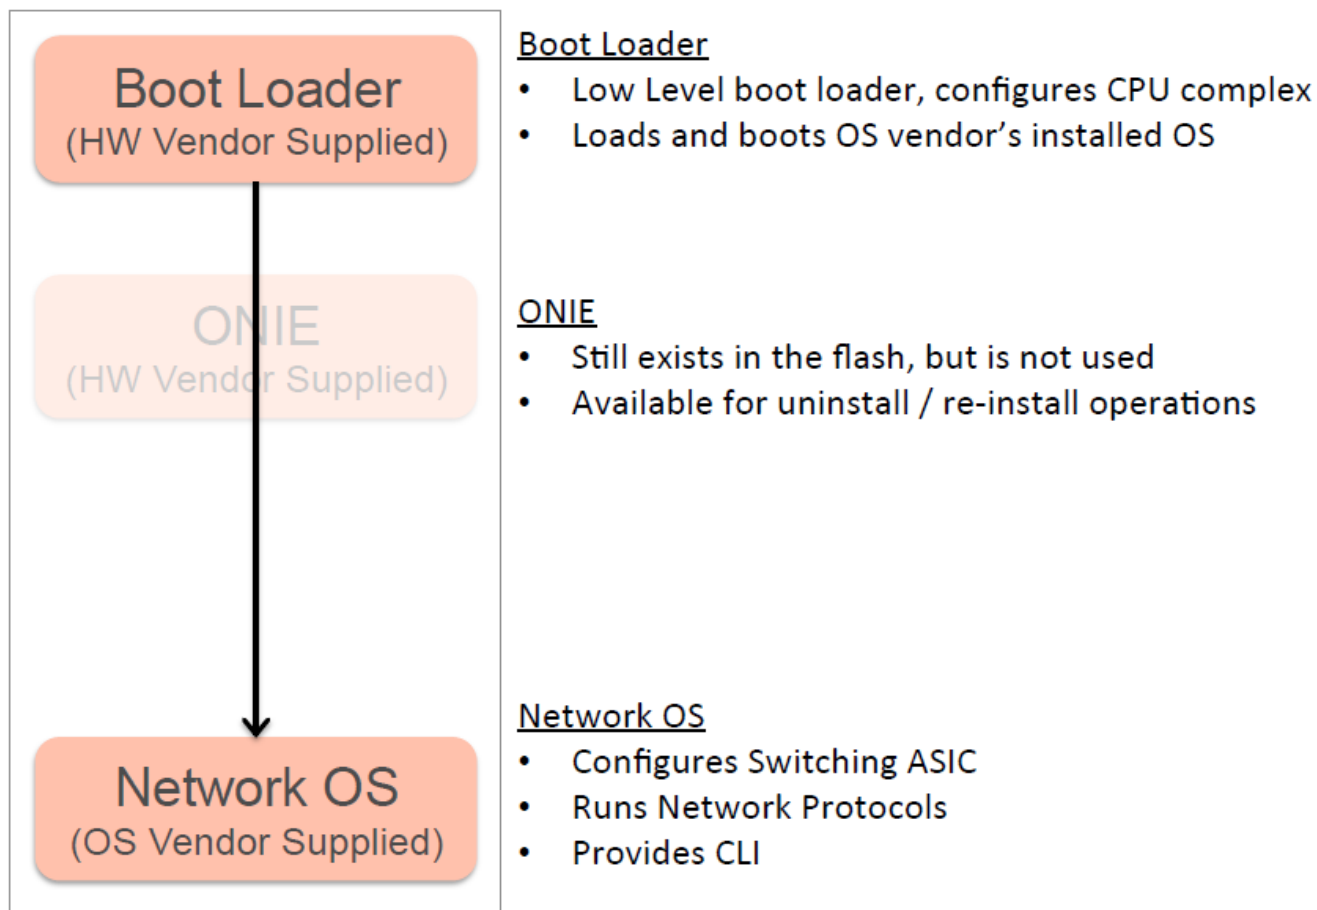 Boot Loader
(HW Vendor Supplied)
Boot Loader
• Low Level boot loader, configures CPU complex
• Loads and boots OS vendor’s installed OS
ONIE
(HW Vendor Supplied)
ONIE
• Still exists in the flash, but is not used
• Available for uninstall / re-install operations
Network OS
(OS Vendor Supplied)
Network OS
• Configures Switching ASIC
• Runs Network Protocols
• Provides CLI